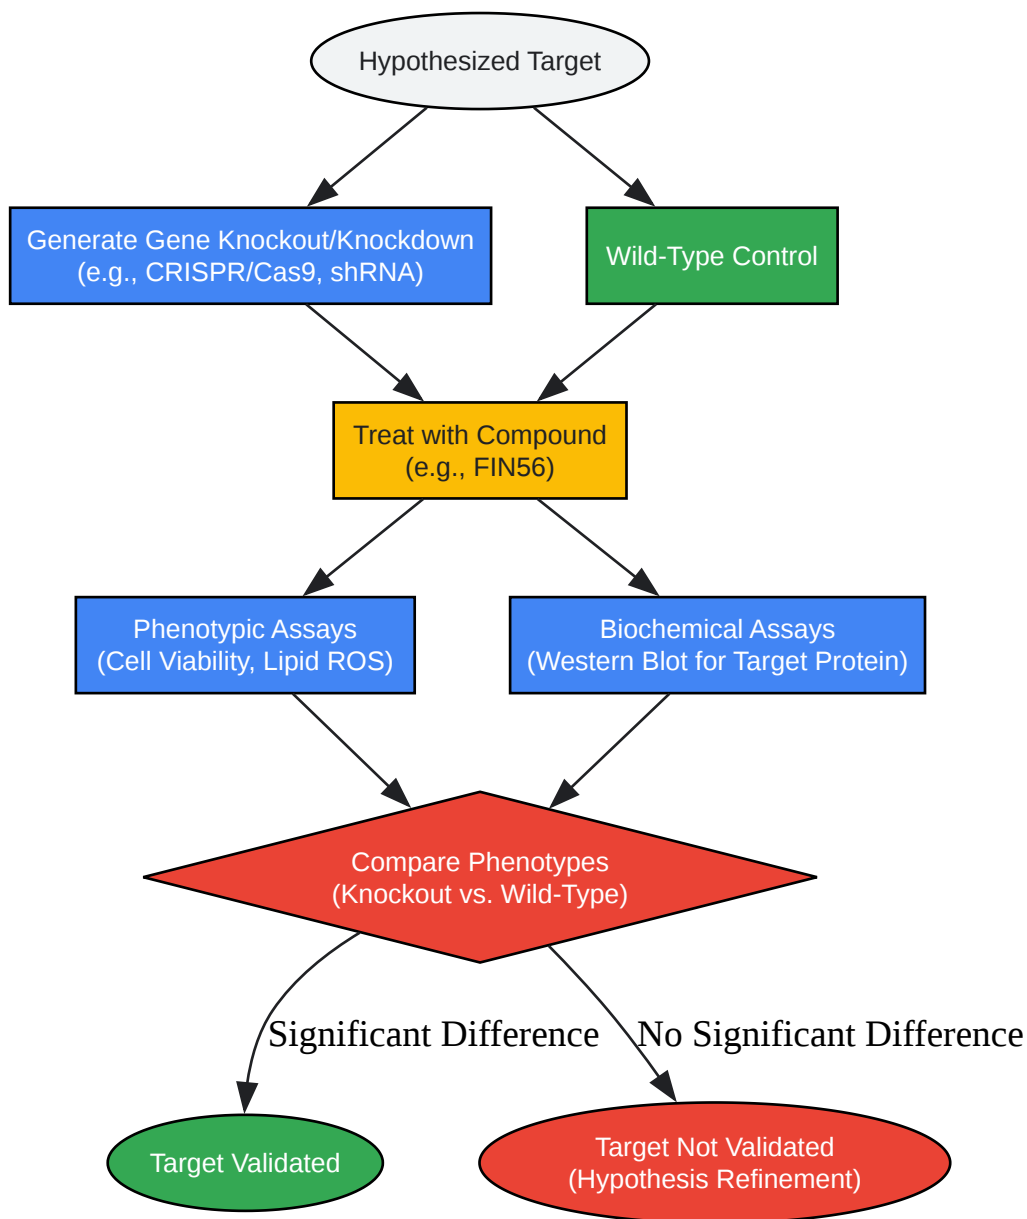 Hypothesized Target
Generate Gene Knockout/Knockdown
(e.g., CRISPR/Cas9, shRNA)
Wild-Type Control
Treat with Compound
(e.g., FIN56)
Phenotypic Assays
(Cell Viability, Lipid ROS)
Biochemical Assays
(Western Blot for Target Protein)
Compare Phenotypes
(Knockout vs. Wild-Type)
Significant Difference
No Significant Difference
Target Validated
Target Not Validated
(Hypothesis Refinement)